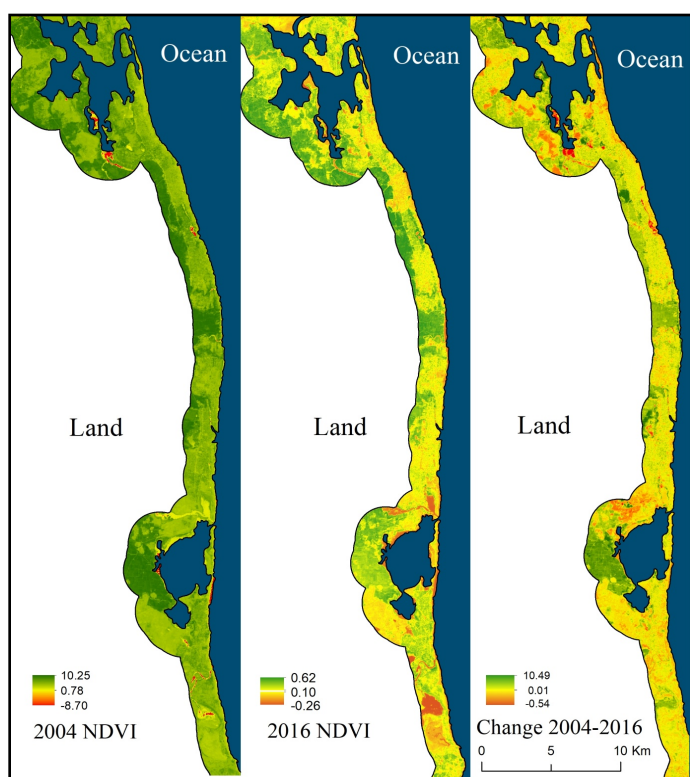 Ocean
Land
10.25
0.78
-8.70
2004 NDVI
Ocean
Land
0.62
0.10
-0.26
2016 NDVI
Ocean
Land
10.49
0.01
-0.54
Change 2004-2016
0 5 10 Km